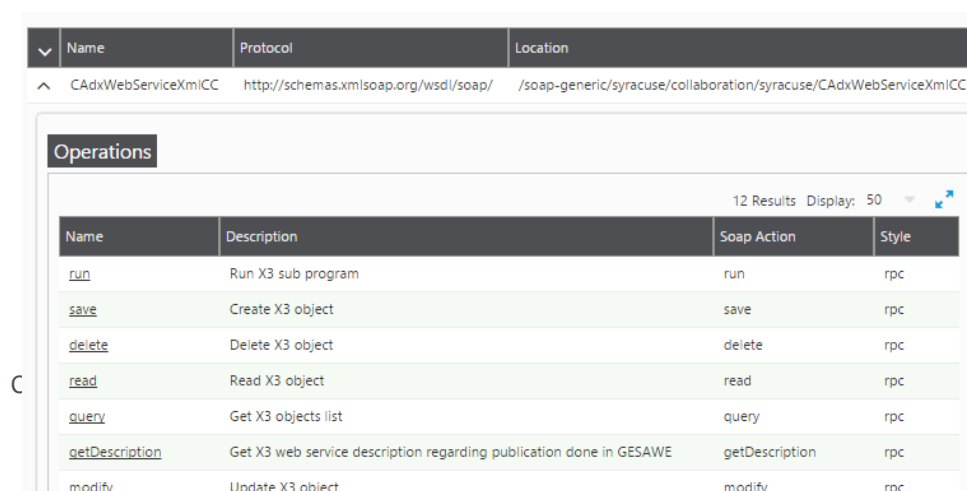 Name Protocol Location
CAdxWebServiceXmlCC http://schemas.xmlsoap.org/wsdl/soap/ /soap-generic/syracuse/collaboration/syracuse/CAdxWebServiceXmlCC
Operations
12 Results Display: 50
Name Description Soap Action Style
run Run X3 sub program run rpc
save Create X3 object save rpc
delete Delete X3 object delete rpc
C
read Read X3 object read rpc
query Get X3 objects list query rpc
getDescription Get X3 web service description regarding publication done in GESAWE getDescription rpc
modify Update X3 object modify rpc